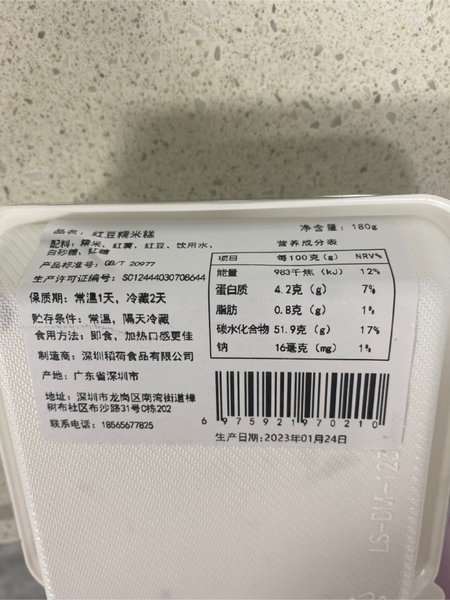 品名: 红豆糯米糕
净含量: 180g
配料: 糯米、红薯、红豆、饮用水、
白砂糖、红糖
产品标准号: GB/T 20977
生产许可证编号: SC12444030708644
保质期: 常温1天, 冷藏2天
贮存条件: 常温, 隔天冷藏
食用方法: 即食、加热口感更佳
制造商: 深圳稻荷食品有限公司
产地: 广东省深圳市
地址: 深圳市龙岗区南湾街道樟
树布社区布沙路31号C栋202
联系电话: 18565677825
营养成分表
项目 每100克(g) NRV%
能量 983千焦(kJ) 12%
蛋白质 4.2克(g) 7%
脂肪 0.8克(g) 1%
碳水化合物 51.9克(g) 17%
钠 16毫克(mg) 1%
6975921970210
生产日期:2023年01月24日